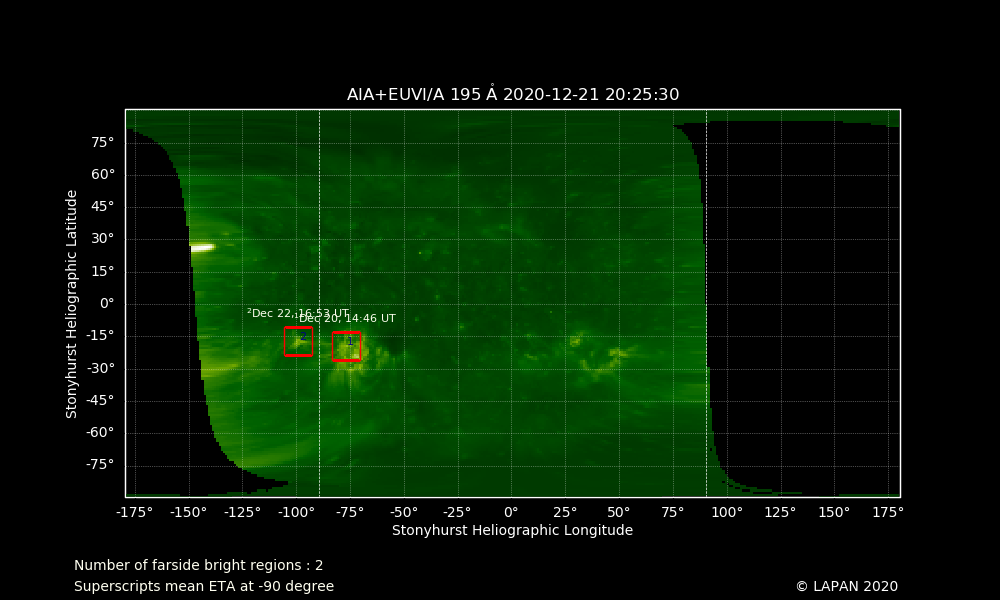 AIA+EUVI/A 195 Å 2020-12-21 20:25:30
75°
60°
45°
30°
15°
0°
-15°
-30°
-45°
-60°
-75°
Stonyhurst Heliographic Latitude
²Dec 22, 16:53 UT
¹Dec 20, 14:46 UT
2
1
-175° -150° -125° -100° -75° -50° -25° 0° 25° 50° 75° 100° 125° 150° 175°
Stonyhurst Heliographic Longitude
Number of farside bright regions : 2
Superscripts mean ETA at -90 degree
© LAPAN 2020